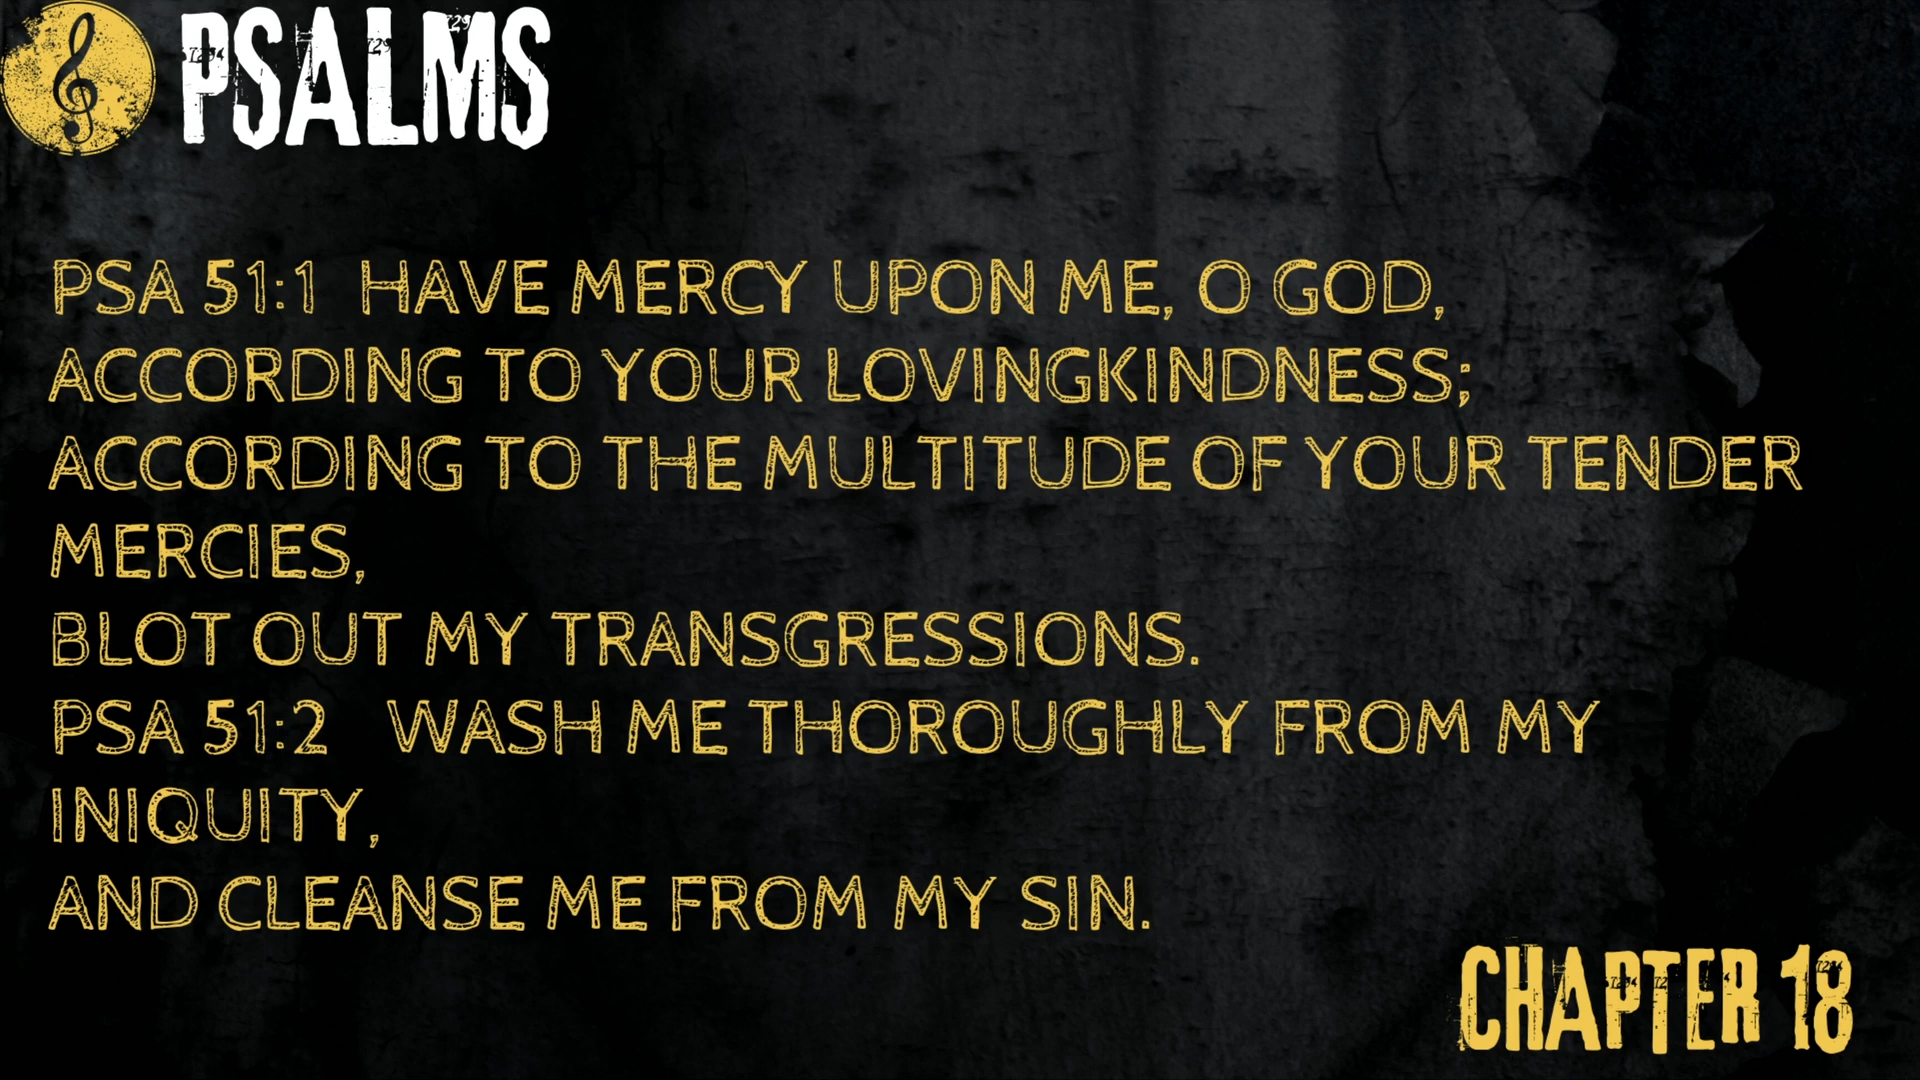 PSALMS
PSA 51:1  HAVE MERCY UPON ME, O GOD,
ACCORDING TO YOUR LOVINGKINDNESS;
ACCORDING TO THE MULTITUDE OF YOUR TENDER
MERCIES,
BLOT OUT MY TRANSGRESSIONS.
PSA 51:2   WASH ME THOROUGHLY FROM MY
INIQUITY,
AND CLEANSE ME FROM MY SIN.
CHAPTER 18